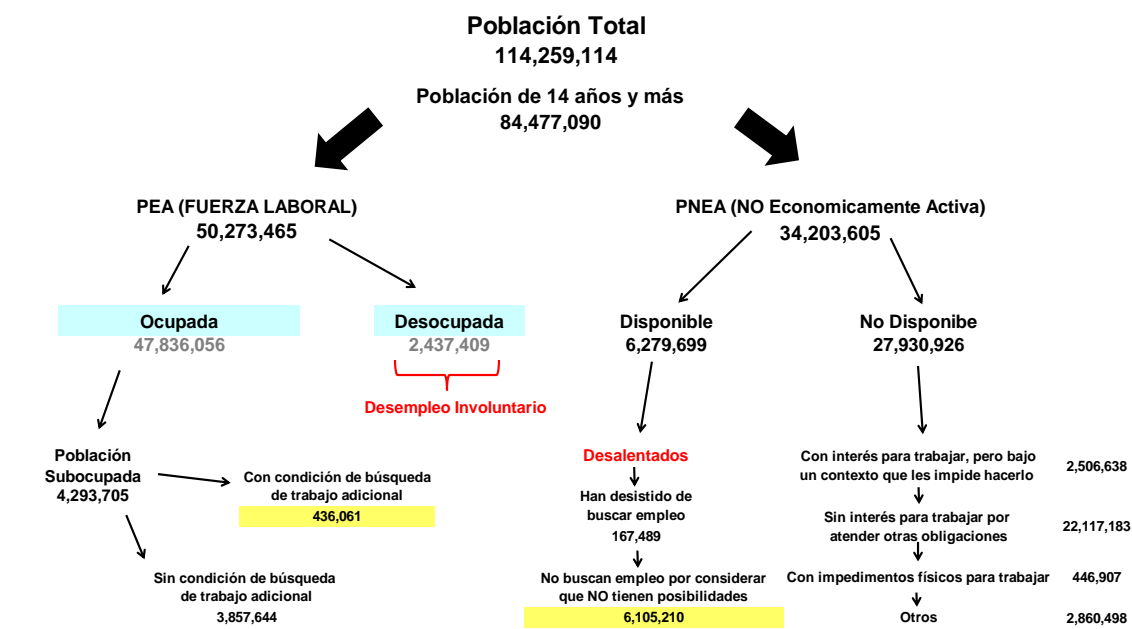 Población Total
114,259,114
Población de 14 años y más
84,477,090
PEA (FUERZA LABORAL)
50,273,465
PNEA (NO Economicamente Activa)
34,203,605
Ocupada
47,836,056
Desocupada
2,437,409
Desempleo Involuntario
Disponible
6,279,699
No Disponibe
27,930,926
Población
Subocupada
4,293,705
Con condición de búsqueda
de trabajo adicional
436,061
Sin condición de búsqueda
de trabajo adicional
3,857,644
Desalentados
Han desistido de
buscar empleo
167,489
No buscan empleo por considerar
que NO tienen posibilidades
6,105,210
Con interés para trabajar, pero bajo
un contexto que les impide hacerlo
2,506,638
Sin interés para trabajar por
atender otras obligaciones
22,117,183
Con impedimentos físicos para trabajar
446,907
Otros
2,860,498